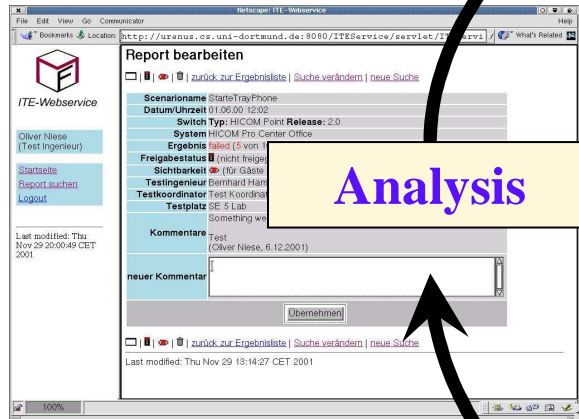 Netscape: ITE-Webservice
File Edit View Go Communicator
Help
Bookmarks Location: http://uranus.cs.uni-dortmund.de:8080/ITEService/servlet/
What's Related
ITE-Webservice
Oliver Niese
(Test Ingenieur)
Startseite
Report suchen
Logout
Last modified: Thu
Nov 29 20:00:49 CET
2001
Report bearbeiten
| | | | zurück zur Ergebnisliste | Suche verändern | neue Suche
Scenarioname StarteTrayPhone
Datum/Uhrzeit 01.06.00 12:02
Switch Typ: HICOM Point Release: 2.0
System HICOM Pro Center Office
Ergebnis failed (5 von
Freigabestatus (nicht
Sichtbarkeit (für Gäste
Testingenieur Bernhard
Testkoordinator Test
Testplatz SE 5 Lab
Kommentare Something
Test
(Oliver Niese, 6.12.2001)
neuer Kommentar
Übernehmen
| | | | zurück zur Ergebnisliste | Suche verändern | neue Suche
Last modified: Thu Nov 29 13:14:27 CET 2001
Analysis
100%